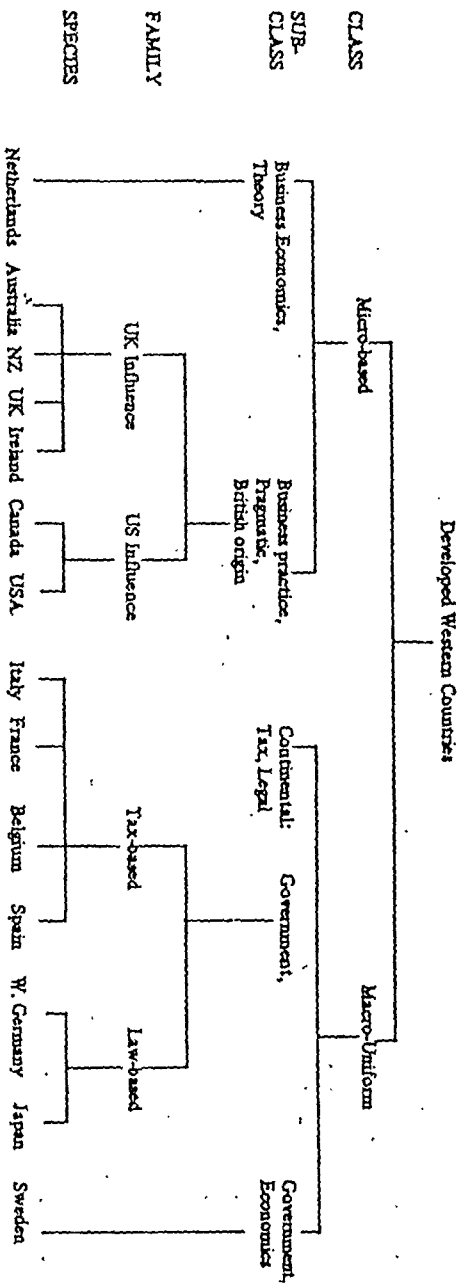 Developed Western Countries
CLASS
Micro-based
Macro-Uniform
SUB-
CLASS
Business Economics,
Theory
Business practice,
Pragmatic,
British origin
Continental:
Tax, Legal
Government,
Government,
Economics
FAMILY
UK Influence
US Influence
Tax-based
Law-based
SPECIES
Netherlands
Australia
NZ
UK
Ireland
Canada
USA
Italy
France
Belgium
Spain
W. Germany
Japan
Sweden